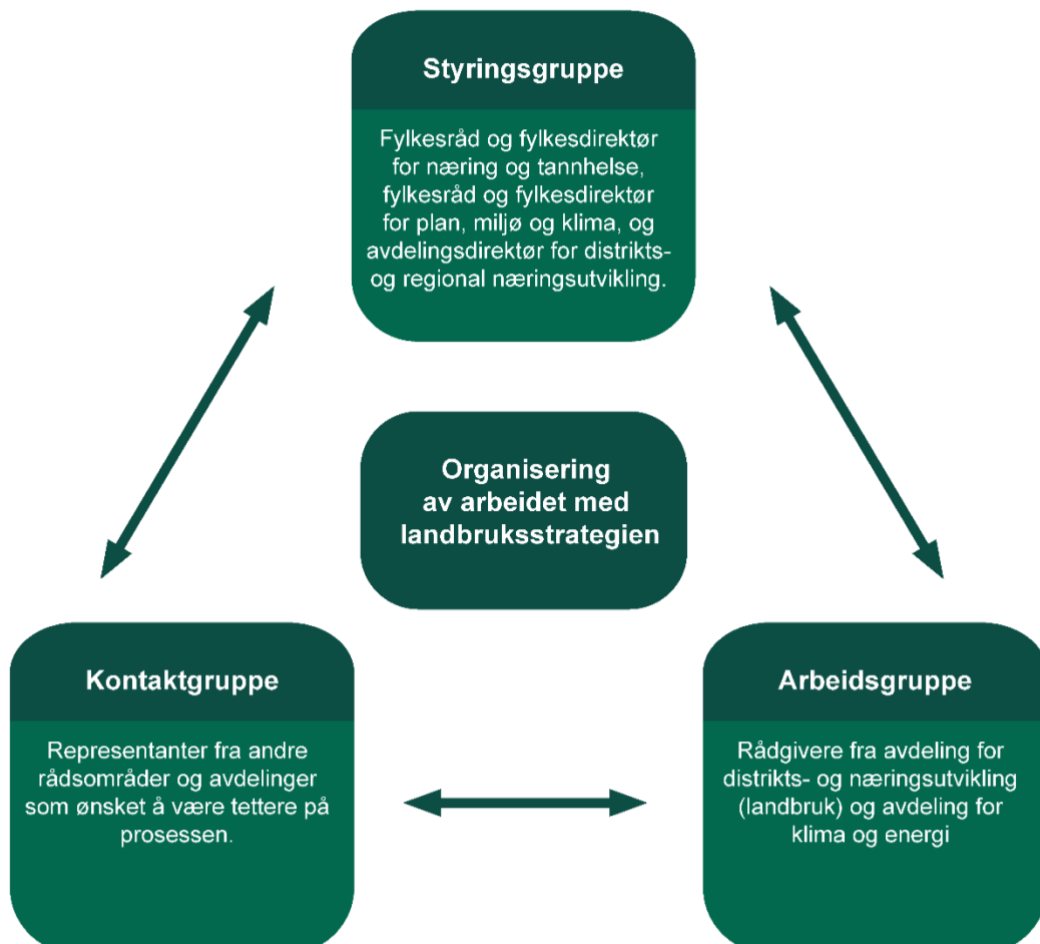 Styringsgruppe
Fylkesråd og fylkesdirektør
for næring og tannhelse,
fylkesråd og fylkesdirektør
for plan, miljø og klima, og
avdelingsdirektør for distrikts-
og regional næringsutvikling.
Organisering
av arbeidet med
landbruksstrategien
Kontaktgruppe
Representanter fra andre
rådsområder og avdelinger
som ønsket å være tettere på
prosessen.
Arbeidsgruppe
Rådgivere fra avdeling for
distrikts- og næringsutvikling
(landbruk) og avdeling for
klima og energi